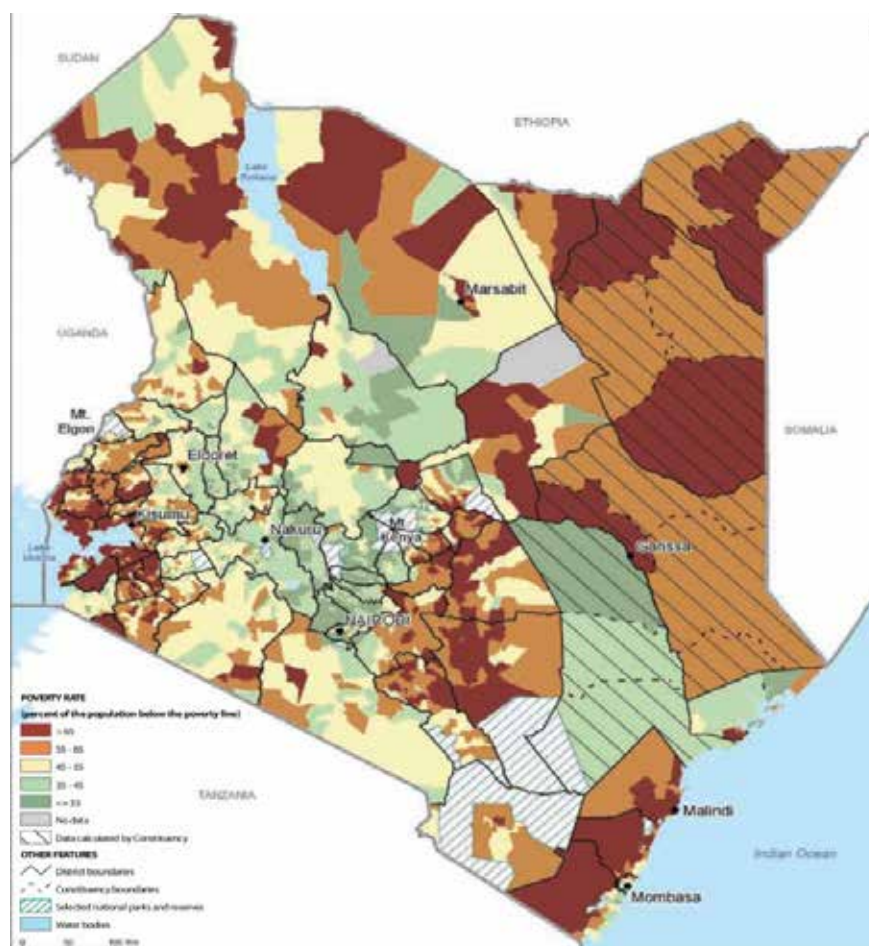 SUDAN
ETHIOPIA
Lake
Turkana
Marsabit
UGANDA
Mt.
Elgon
Eldoret
SOMALIA
Kisumu
Nakuru
Mt.
Kenya
Garissa
Lake
Victoria
NAIROBI
POVERTY RATE
(percent of the population below the poverty line)
55 - 65
45 - 55
35 - 45
<= 35
No data
Data calculated by Constituency
OTHER FEATURES
District boundaries
Constituency boundaries
Selected national parks and reserves
Water bodies
0
TANZANIA
Malindi
Indian Ocean
Mombasa